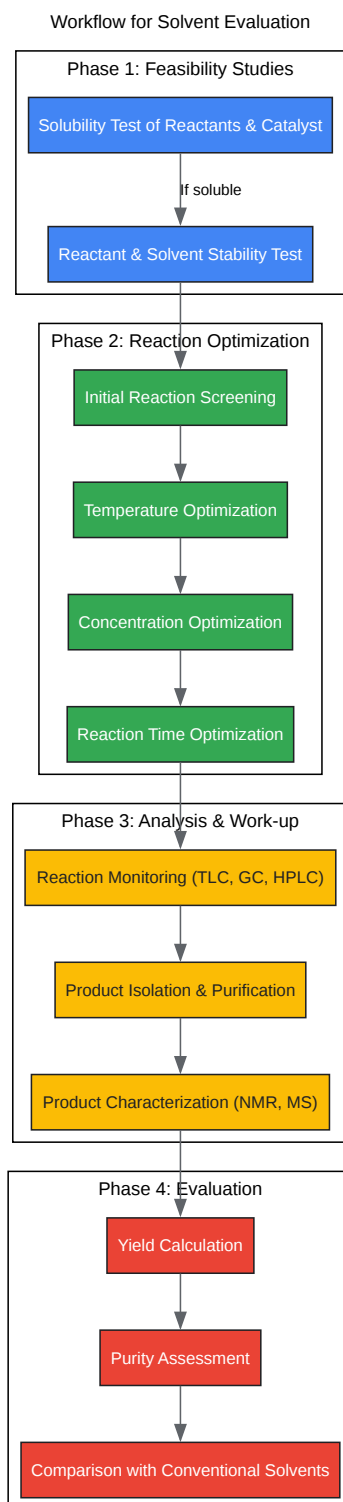 Workflow for Solvent Evaluation
Phase 1: Feasibility Studies
Solubility Test of Reactants & Catalyst
If soluble
Reactant & Solvent Stability Test
Phase 2: Reaction Optimization
Initial Reaction Screening
Temperature Optimization
Concentration Optimization
Reaction Time Optimization
Phase 3: Analysis & Work-up
Reaction Monitoring (TLC, GC, HPLC)
Product Isolation & Purification
Product Characterization (NMR, MS)
Phase 4: Evaluation
Yield Calculation
Purity Assessment
Comparison with Conventional Solvents